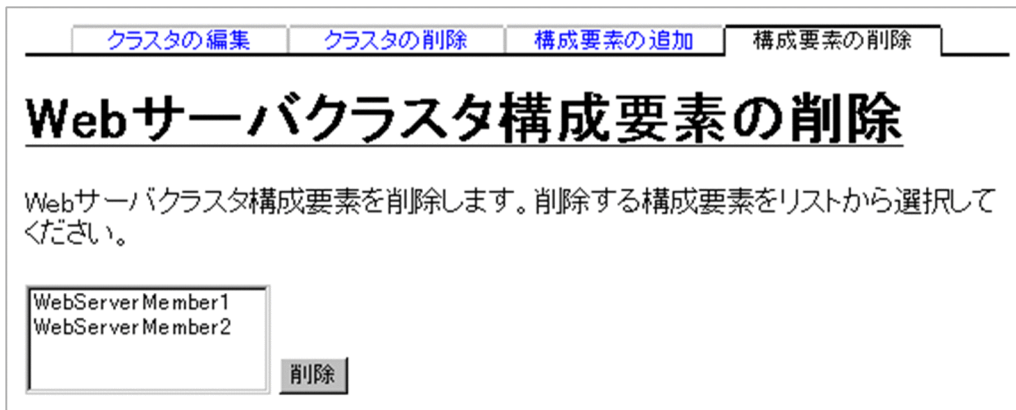 クラスタの編集 クラスタの削除 構成要素の追加 構成要素の削除
Webサーバクラスタ構成要素の削除
Webサーバクラスタ構成要素を削除します。削除する構成要素をリストから選択して
ください。
WebServerMember1
WebServerMember2
削除